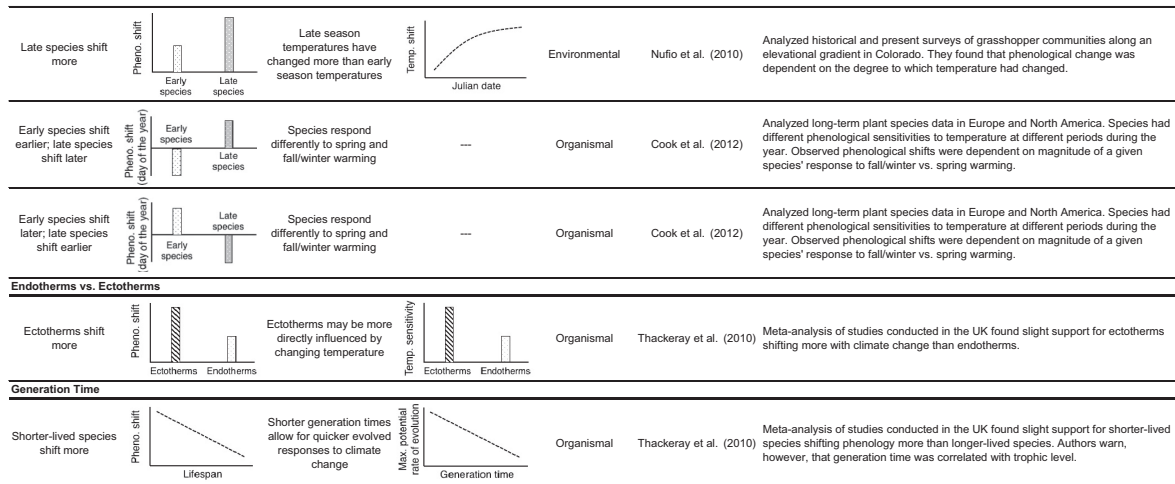 Late species shift
more
Pheno. shift
Early
species
Late
species
Late season
temperatures have
changed more than early
season temperatures
Temp. shift
Julian date
Environmental
Nufio et al. (2010)
Analyzed historical and present surveys of grasshopper communities along an
elevational gradient in Colorado. They found that phenological change was
dependent on the degree to which temperature had changed.
Early species shift
earlier; late species
shift later
Pheno. shift
(day of the year)
Early
species
Late
species
Species respond
differently to spring and
fall/winter warming
---
Organismal
Cook et al. (2012)
Analyzed long-term plant species data in Europe and North America. Species had
different phenological sensitivities to temperature at different periods during the
year. Observed phenological shifts were dependent on magnitude of a given
species' response to fall/winter vs. spring warming.
Early species shift
later; late species
shift earlier
Pheno. shift
(day of the year)
Late
species
Early
species
Species respond
differently to spring and
fall/winter warming
---
Organismal
Cook et al. (2012)
Analyzed long-term plant species data in Europe and North America. Species had
different phenological sensitivities to temperature at different periods during the
year. Observed phenological shifts were dependent on magnitude of a given
species' response to fall/winter vs. spring warming.
Endotherms vs. Ectotherms
Ectotherms shift
more
Pheno. shift
Ectotherms Endotherms
Ectotherms may be more
directly influenced by
changing temperature
Temp. sensitivity
Ectotherms Endotherms
Organismal
Thackeray et al. (2010)
Meta-analysis of studies conducted in the UK found slight support for ectotherms
shifting more with climate change than endotherms.
Generation Time
Shorter-lived species
shift more
Pheno. shift
Lifespan
Shorter generation times
allow for quicker evolved
responses to climate
change
Max. potential
rate of evolution
Generation time
Organismal
Thackeray et al. (2010)
Meta-analysis of studies conducted in the UK found support for shorter-lived
species shifting phenology more than longer-lived species. Authors warn,
however, that generation time was correlated with trophic level.